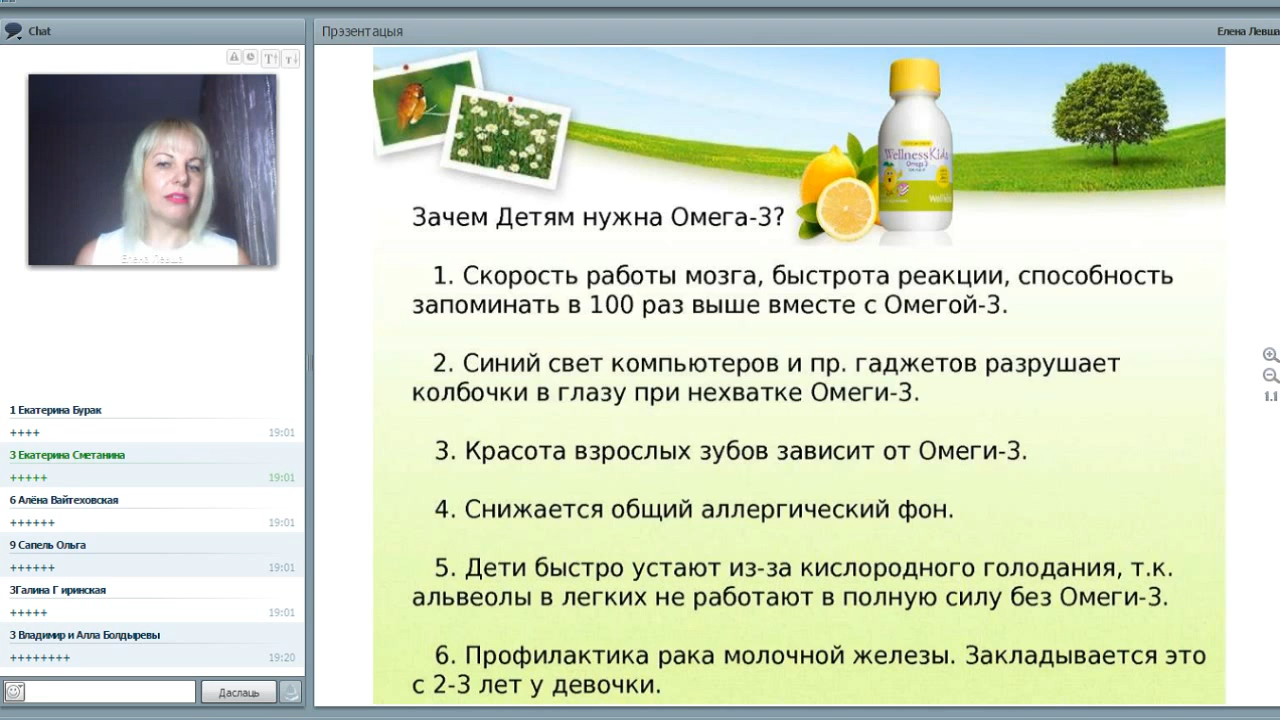 Chat
Прэзентацыя
Елена Левша
Елена Левша
1 Екатерина Бурак
++++
19:01
3 Екатерина Сметанина
+++++
19:01
6 Алёна Вайтеховская
++++++
19:01
9 Сапель Ольга
++++++
19:01
3Галина Г иринская
+++++
19:01
3 Владимир и Алла Болдыревы
++++++++
19:20
Даслаць
WellnessKids
Omega 3
Зачем Детям нужна Омега-3?
1. Скорость работы мозга, быстрота реакции, способность
запоминать в 100 раз выше вместе с Омегой-3.
2. Синий свет компьютеров и пр. гаджетов разрушает
колбочки в глазу при нехватке Омеги-3.
3. Красота взрослых зубов зависит от Омеги-3.
4. Снижается общий аллергический фон.
5. Дети быстро устают из-за кислородного голодания, т.к.
альвеолы в легких не работают в полную силу без Омеги-3.
6. Профилактика рака молочной железы. Закладывается это
с 2-3 лет у девочки.
1:1